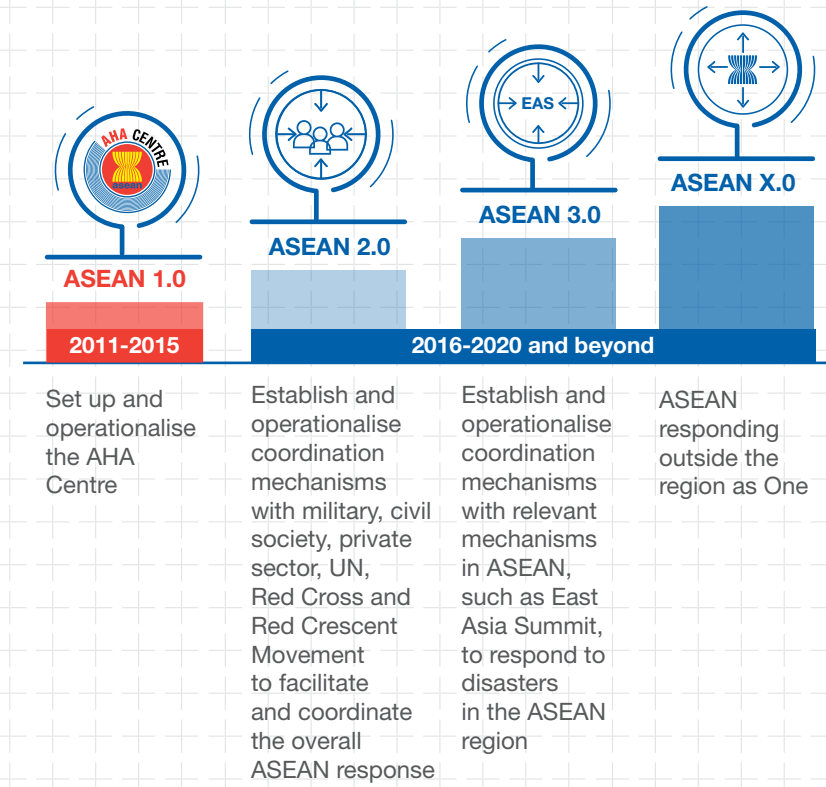 AHA CENTRE
asean
ASEAN 1.0
2011-2015
Set up and
operationalise
the AHA
Centre
ASEAN 2.0
2016-2020 and beyond
Establish and
operationalise
coordination
mechanisms
with military, civil
society, private
sector, UN,
Red Cross and
Red Crescent
Movement
to facilitate
and coordinate
the overall
ASEAN response
EAS
ASEAN 3.0
Establish and
operationalise
coordination
mechanisms
with relevant
mechanisms
in ASEAN,
such as East
Asia Summit,
to respond to
disasters
in the ASEAN
region
ASEAN X.0
ASEAN
responding
outside the
region as One